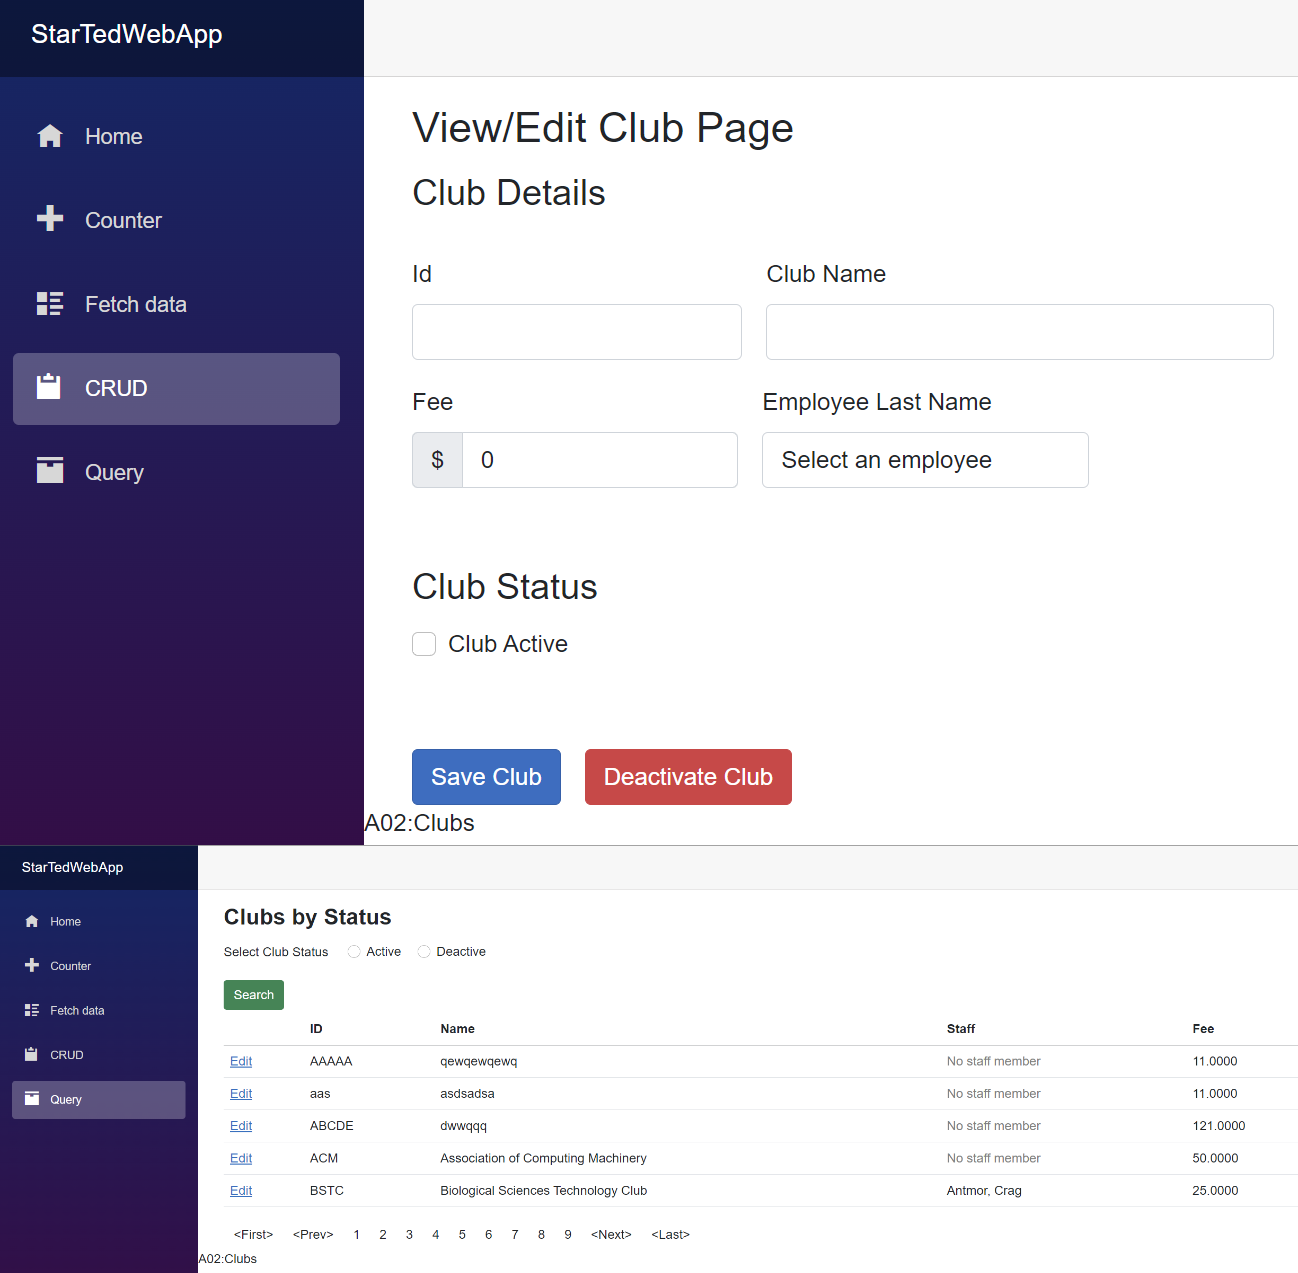 StarTedWebApp
Home
Counter
Fetch data
CRUD
Query
View/Edit Club Page
Club Details
Id Club Name
Fee Employee Last Name
$ 0 Select an employee
Club Status
Club Active
Save Club Deactivate Club
A02:Clubs
StarTedWebApp
Home
Counter
Fetch data
CRUD
Query
Clubs by Status
Select Club Status Active Deactive
Search
ID Name Staff Fee
Edit AAAAA qewqewqewq No staff member 11.0000
Edit aas asdsadsa No staff member 11.0000
Edit ABCDE dwwqqq No staff member 121.0000
Edit ACM Association of Computing Machinery No staff member 50.0000
Edit BSTC Biological Sciences Technology Club Antmor, Crag 25.0000
<First> <Prev> 1 2 3 4 5 6 7 8 9 <Next> <Last>
A02:Clubs